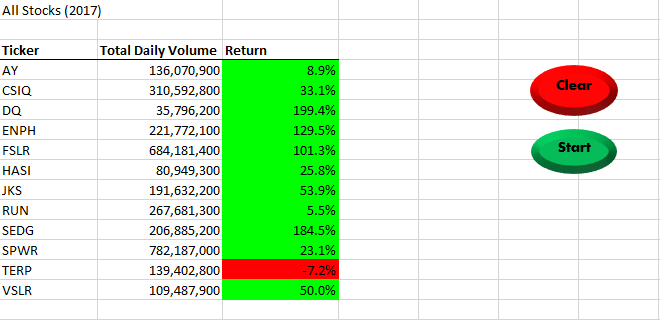 All Stocks (2017)
Ticker Total Daily Volume Return
AY 136,070,900 8.9%
CSIQ 310,592,800 33.1%
Clear
DQ 35,796,200 199.4%
ENPH 221,772,100 129.5%
FSLR 684,181,400 101.3%
Start
HASI 80,949,300 25.8%
JKS 191,632,200 53.9%
RUN 267,681,300 5.5%
SEDG 206,885,200 184.5%
SPWR 782,187,000 23.1%
TERP 139,402,800 -7.2%
VSLR 109,487,900 50.0%